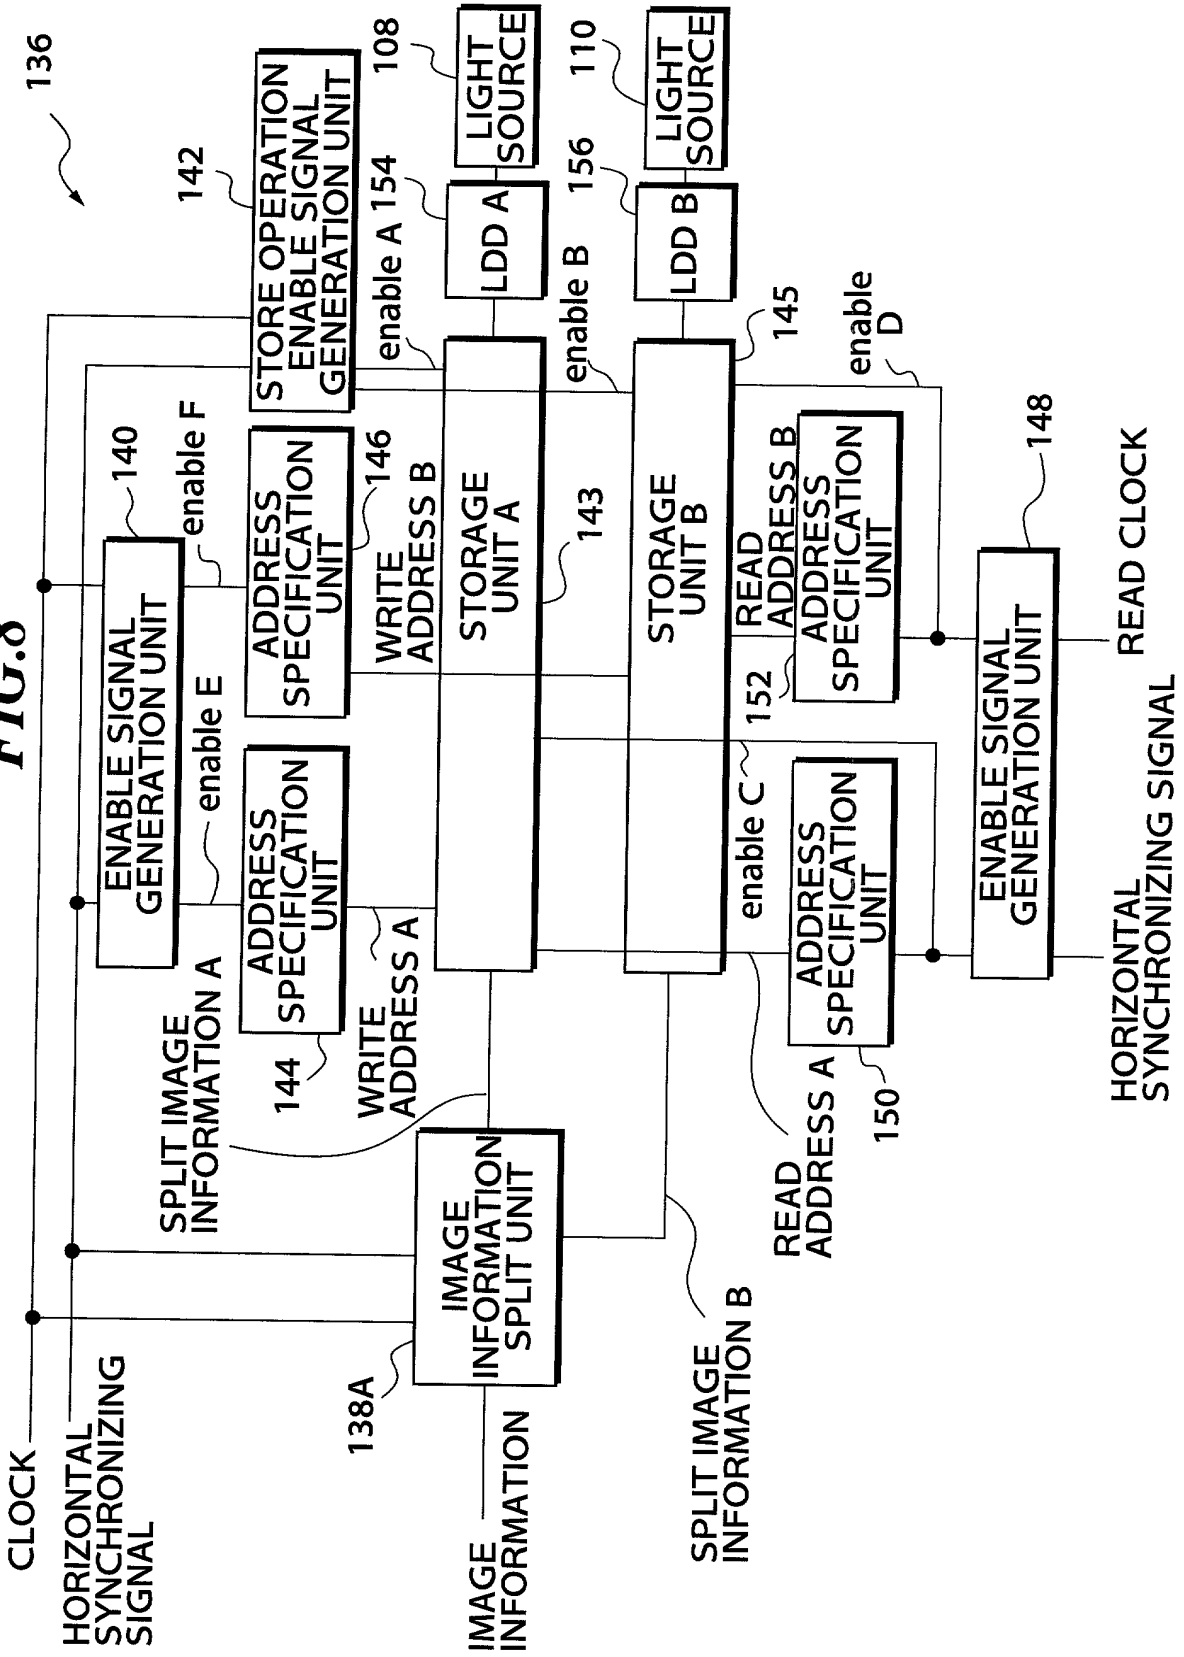 FIG.8
136
CLOCK
HORIZONTAL
SYNCHRONIZING
SIGNAL
140
ENABLE SIGNAL
GENERATION UNIT
enable E
enable F
142
STORE OPERATION
ENABLE SIGNAL
GENERATION UNIT
ADDRESS
SPECIFICATION
UNIT
144
ADDRESS
SPECIFICATION
UNIT
146
SPLIT IMAGE
INFORMATION A
WRITE
ADDRESS A
WRITE
ADDRESS B
enable A
154
108
138A
IMAGE
INFORMATION
SPLIT UNIT
IMAGE
INFORMATION
STORAGE
UNIT A
143
LDD A
LIGHT
SOURCE
enable B
156
110
STORAGE
UNIT B
145
LDD B
LIGHT
SOURCE
SPLIT IMAGE
INFORMATION B
READ
ADDRESS A
enable C
READ
ADDRESS B
enable
D
ADDRESS
SPECIFICATION
UNIT
150
152
ADDRESS
SPECIFICATION
UNIT
148
ENABLE SIGNAL
GENERATION UNIT
HORIZONTAL
SYNCHRONIZING SIGNAL
READ CLOCK